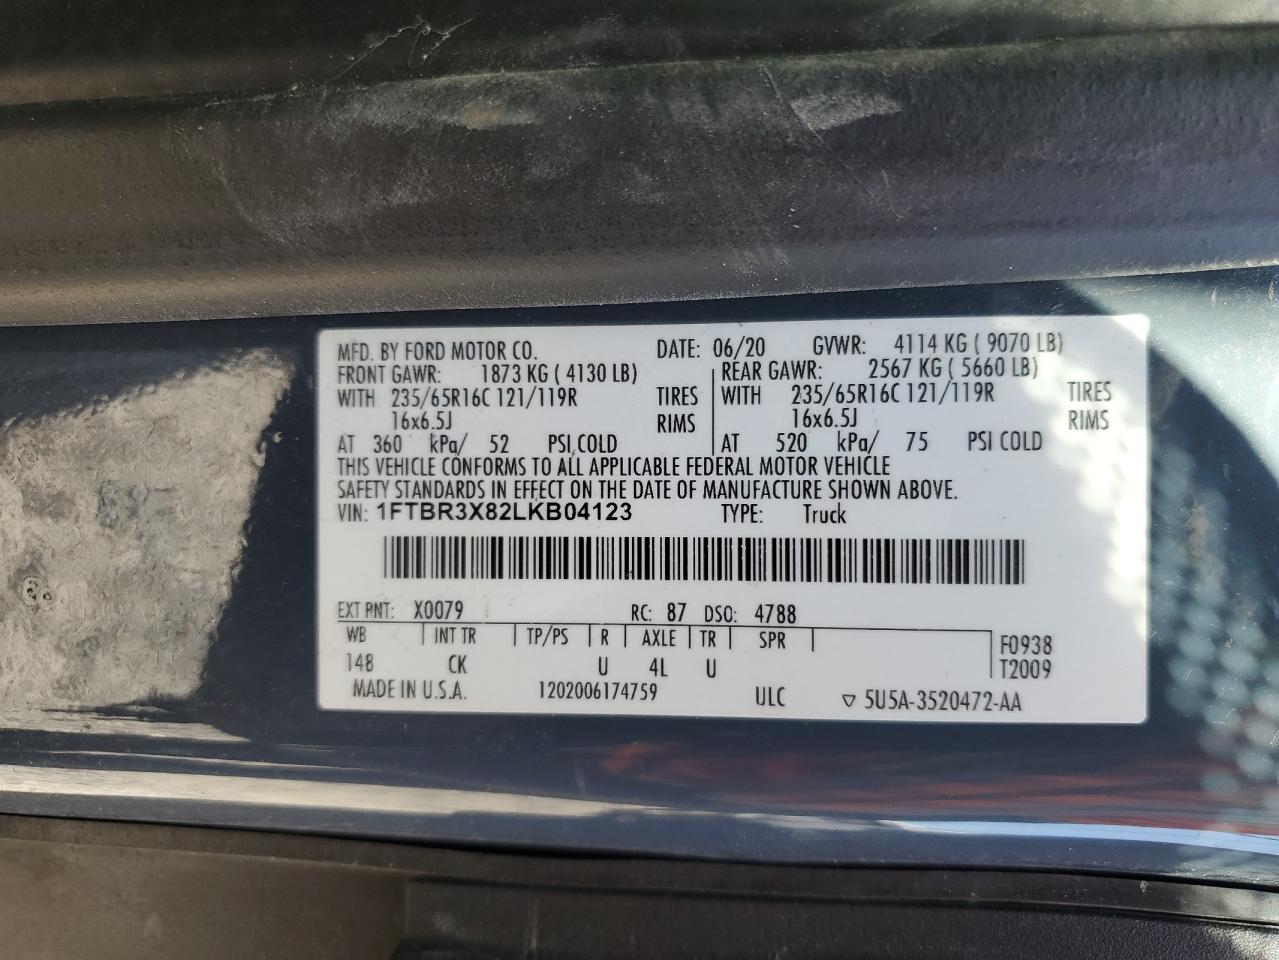 MFD. BY FORD MOTOR CO. DATE: 06/20 GVWR: 4114 KG ( 9070 LB)
FRONT GAWR: 1873 KG ( 4130 LB) REAR GAWR: 2567 KG ( 5660 LB)
WITH 235/65R16C 121/119R TIRES WITH 235/65R16C 121/119R TIRES
16x6.5J RIMS 16x6.5J RIMS
AT 360 kPa/ 52 PSI COLD AT 520 kPa/ 75 PSI COLD
THIS VEHICLE CONFORMS TO ALL APPLICABLE FEDERAL MOTOR VEHICLE
SAFETY STANDARDS IN EFFECT ON THE DATE OF MANUFACTURE SHOWN ABOVE.
VIN: 1FTBR3X82LKB04123 TYPE: Truck
EXT PNT: X0079 RC: 87 DSO: 4788
WB INT TR TP/PS R AXLE TR SPR F0938
148 CK U 4L U T2009
MADE IN U.S.A. 1202006174759 ULC ▽ 5U5A-3520472-AA